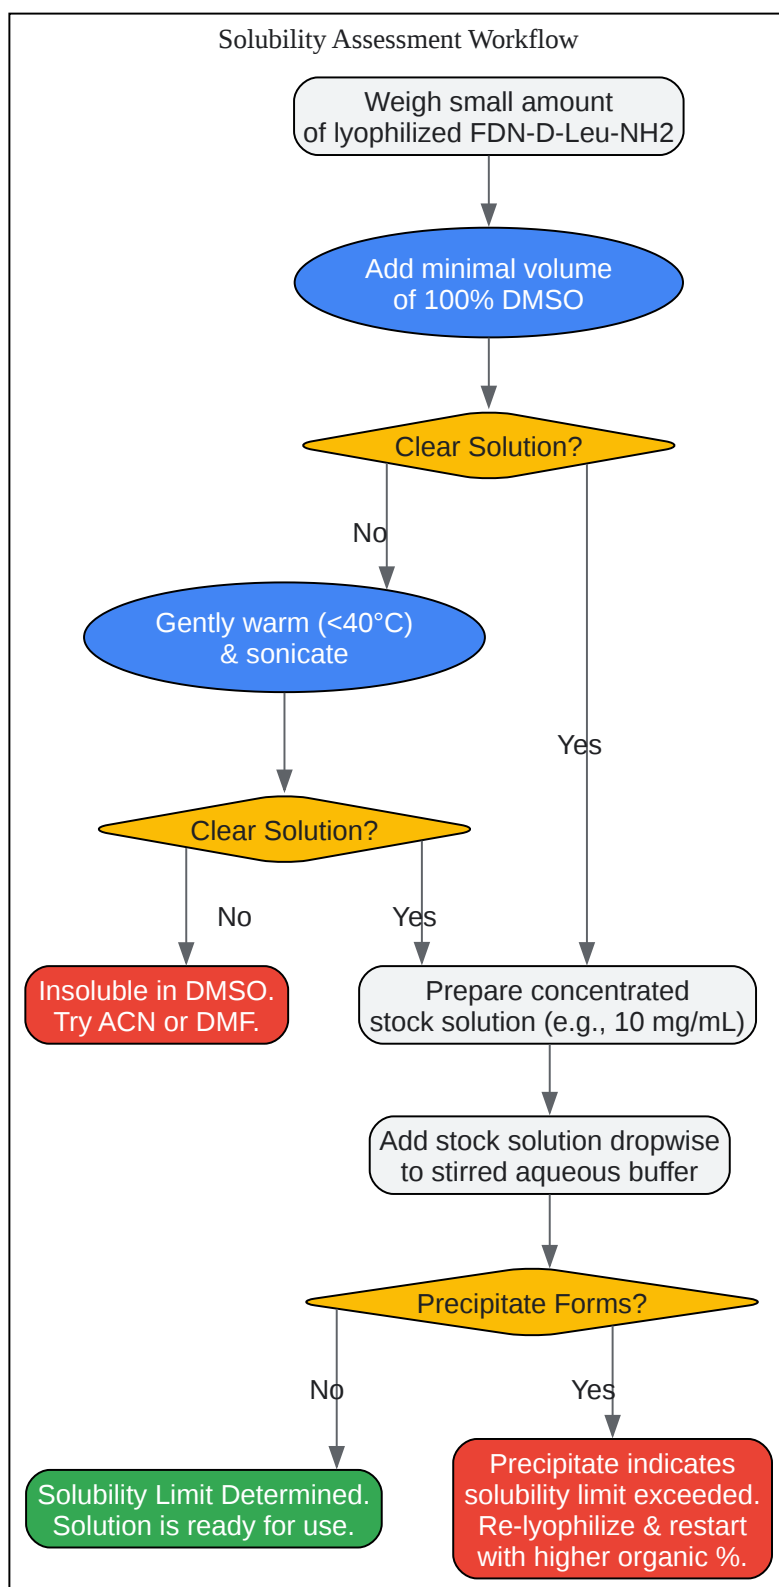 Solubility Assessment Workflow
Weigh small amount
of lyophilized FDN-D-Leu-NH2
Add minimal volume
of 100% DMSO
Clear Solution?
No
Gently warm (<40°C)
& sonicate
Yes
Clear Solution?
No
Yes
Insoluble in DMSO.
Try ACN or DMF.
Prepare concentrated
stock solution (e.g., 10 mg/mL)
Add stock solution dropwise
to stirred aqueous buffer
Precipitate Forms?
No
Yes
Solubility Limit Determined.
Solution is ready for use.
Precipitate indicates
solubility limit exceeded.
Re-lyophilize & restart
with higher organic %.